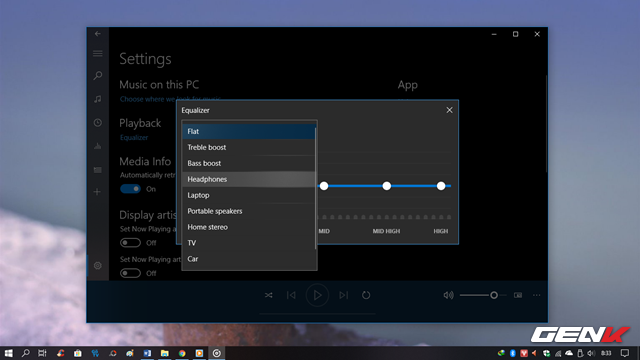 Settings
Music on this PC
App
Choose where we look for music
Equalizer
Playback
Equalizer
Flat
Treble boost
Bass boost
Headphones
Laptop
Portable speakers
Home stereo
TV
Car
MID
MID HIGH
HIGH
Media Info
Automatically retr
On
Display artis
Set Now Playing a
Off
Set Now Playing art
Off
GENK
8:33